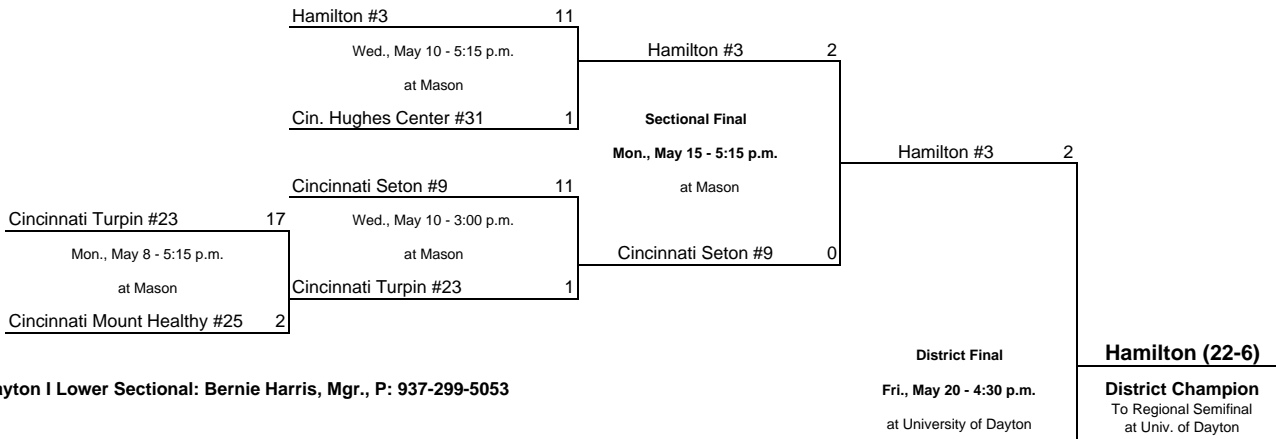 Hamilton #3 11
Wed., May 10 - 5:15 p.m.
at Mason
Cin. Hughes Center #31 1
Hamilton #3 2
Sectional Final
Mon., May 15 - 5:15 p.m.
at Mason
Hamilton #3 2
Cincinnati Seton #9 11
Cincinnati Turpin #23 17
Wed., May 10 - 3:00 p.m.
Mon., May 8 - 5:15 p.m.
at Mason
Cincinnati Seton #9 0
at Mason
Cincinnati Turpin #23 1
Cincinnati Mount Healthy #25 2
District Final
Hamilton (22-6)
yton I Lower Sectional: Bernie Harris, Mgr., P: 937-299-5053
Fri., May 20 - 4:30 p.m.
District Champion
To Regional Semifinal
at University of Dayton
at Univ. of Dayton